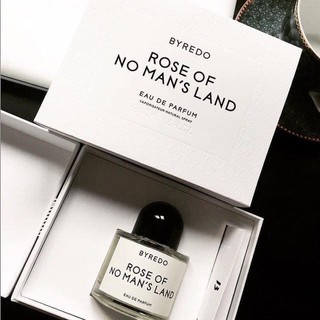 BYREDO
ROSE OF
NO MAN'S LAND
EAU DE PARFUM
VAPORISATEUR NATURAL SPRAY
BYREDO
ROSE OF
NO MAN'S LAND
EAU DE PARFUM